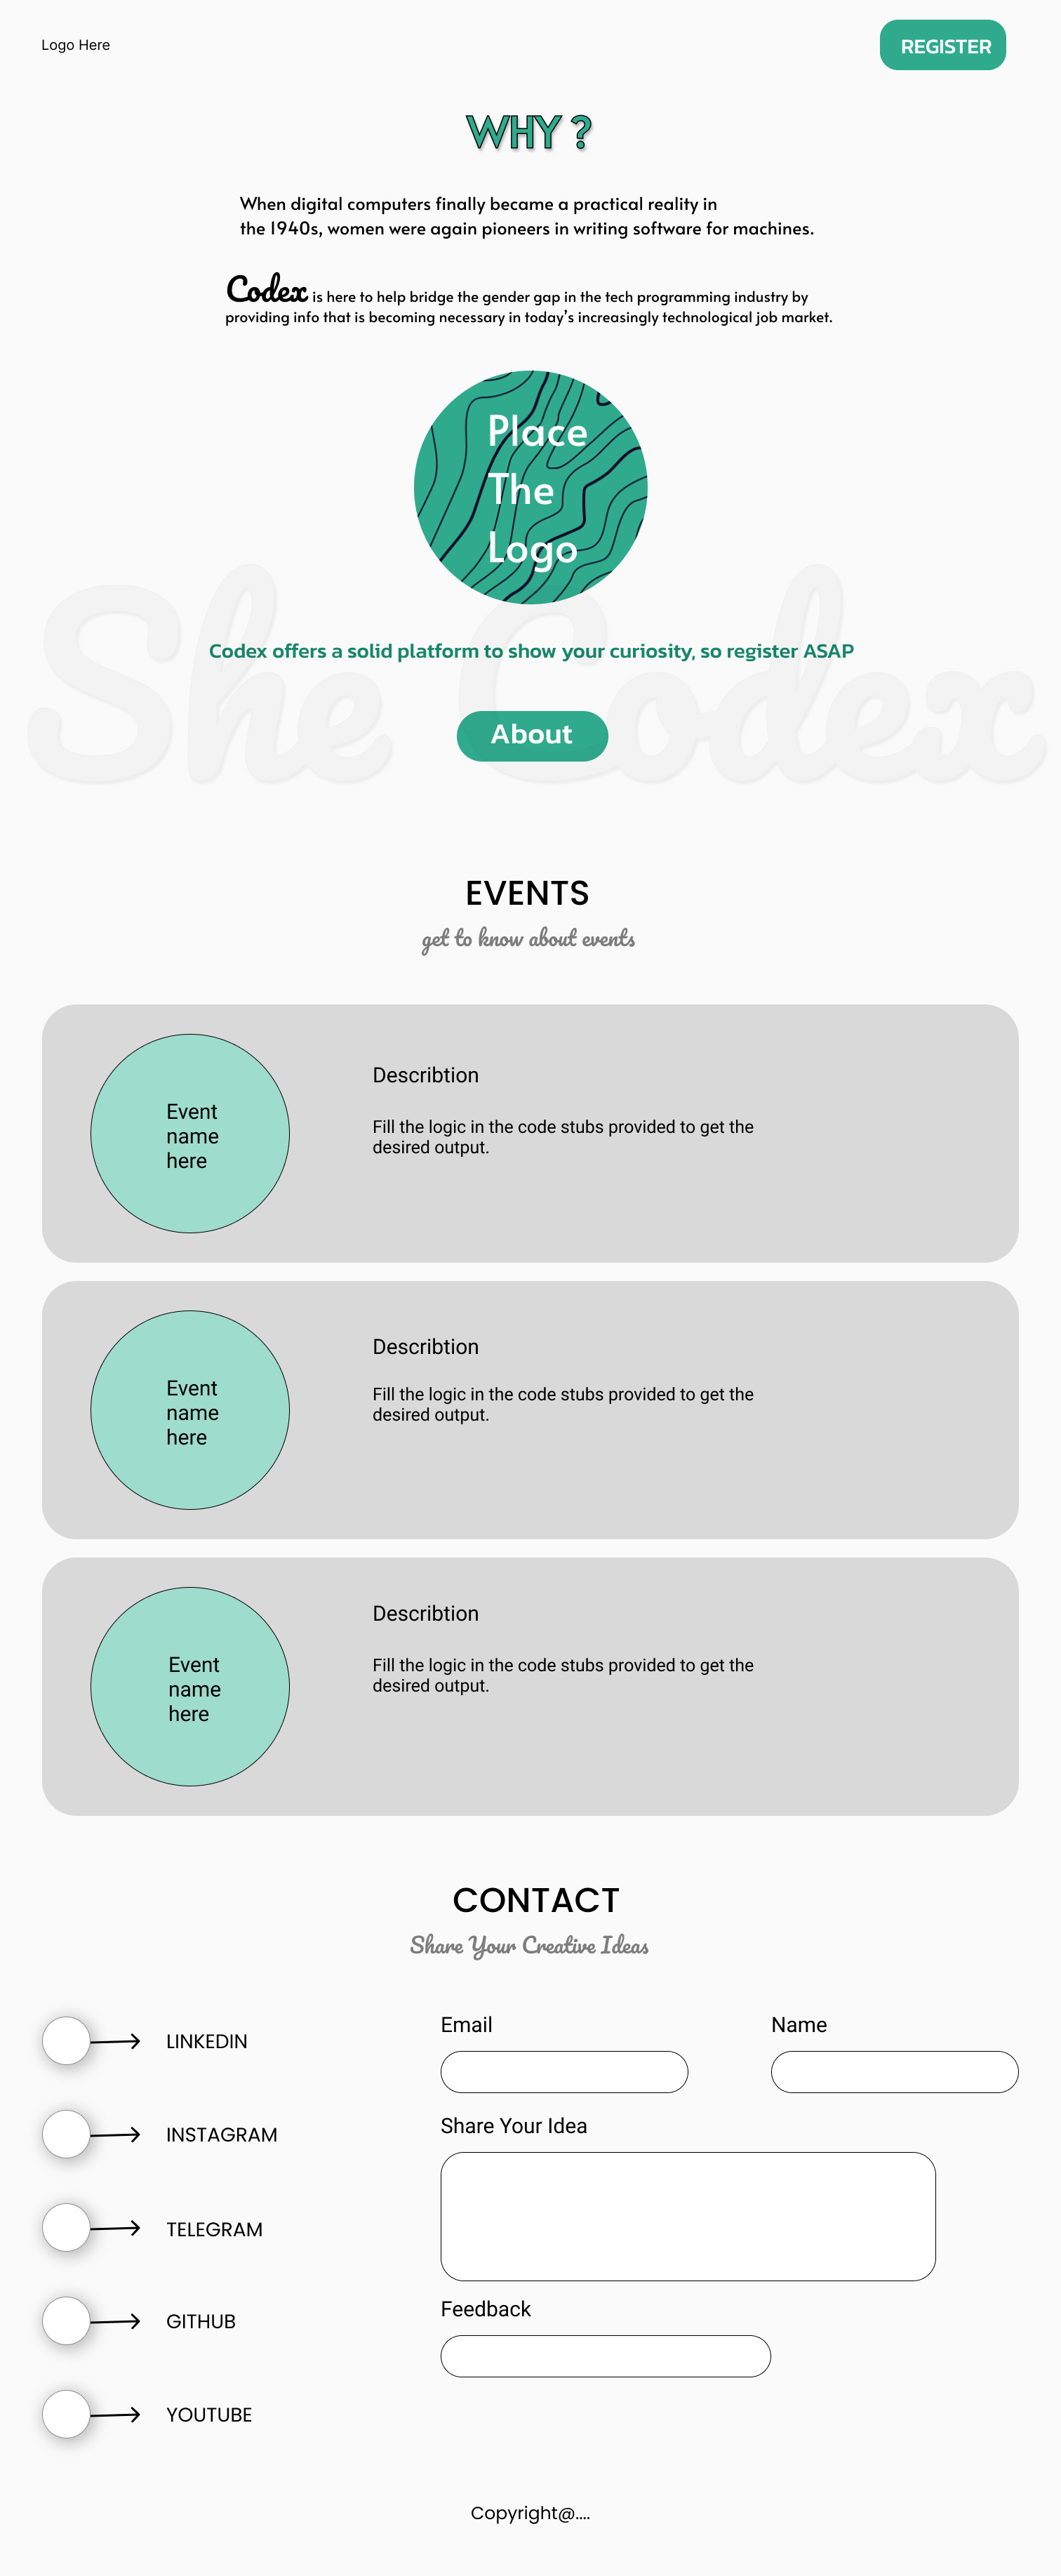 Logo Here
REGISTER
WHY ?
When digital computers finally became a practical reality in
the 1940s, women were again pioneers in writing software for machines.
Codex is here to help bridge the gender gap in the tech programming industry by
providing info that is becoming necessary in today’s increasingly technological job market.
Place
The
Logo
She Codex
Codex offers a solid platform to show your curiosity, so register ASAP
About
EVENTS
get to know about events
Event
name
here
Describtion
Fill the logic in the code stubs provided to get the
desired output.
Event
name
here
Describtion
Fill the logic in the code stubs provided to get the
desired output.
Event
name
here
Describtion
Fill the logic in the code stubs provided to get the
desired output.
CONTACT
Share Your Creative Ideas
LINKEDIN
INSTAGRAM
TELEGRAM
GITHUB
YOUTUBE
Email
Name
Share Your Idea
Feedback
Copyright@....